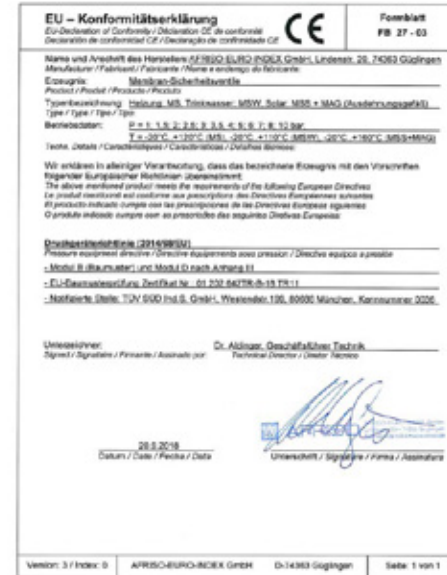 EU – Konformitätserklärung
EU-Declaration of Conformity / Déclaration CE de conformité
Declaración de conformidad CE / Declaração de conformidade CE
CE
Formblatt
FB 27 - 03
Name und Anschrift des Herstellers: AFRISO-EURO-INDEX GmbH, Lindenstr. 20, 74363 Güglingen
Manufacturer / Fabricant / Fabricante / Nome e endereço do fabricante:
Erzeugnis: Membran-Sicherheitsventile
Product / Produit / Producto / Produto
Typenbezeichnung: Heizung: MS, Trinkwasser: MSW, Solar: MSS + MAG (Ausdehnungsgefäß)
Type / Type / Tipo / Tipo
Betriebsdaten: P = 1; 1,5; 2; 2,5; 3; 3,5; 4; 5; 6; 7; 8; 10 bar
T = -20°C, +120°C (MS), -20°C, +110°C (MSW), -20°C, +160°C (MSS+MAG)
Techn. Details / Caractéristiques / Características / Detalhes técnicos:
Wir erklären in alleiniger Verantwortung, dass das bezeichnete Erzeugnis mit den Vorschriften
folgender Europäischer Richtlinien übereinstimmt:
The above mentioned product meets the requirements of the following European Directives
Le produit mentionné est conforme aux prescriptions des Directives Européennes suivantes
El producto indicado cumple con las prescripciones de las Directivas Europeas siguientes
O produto indicado cumpre com as prescrições das seguintes Diretivas Europeias:
Druckgeräterichtlinie (2014/68/EU)
Pressure equipment directive / Directive équipements sous pression / Directiva equipos a presión
- Modul B (Baumuster) und Modul D nach Anhang III
- EU-Baumusterprüfung Zertifikat Nr.: 01 202 642
- Notifizierte Stelle: TÜV SÜD Ind.S. GmbH, Westendstr. 199, 80686 München, Kennnummer 0036
Unterzeichner: Dr. Aldinger, Geschäftsführer Technik
Signed / Signataire / Firmante / Assinado por: Technical Director / Diretor Técnico
2018
Datum / Date / Fecha / Data
Unterschrift / Signature / Firma / Assinatura
Version: 3 / Index: 0
AFRISO-EURO-INDEX GmbH
D-74363 Güglingen
Seite: 1 von 1